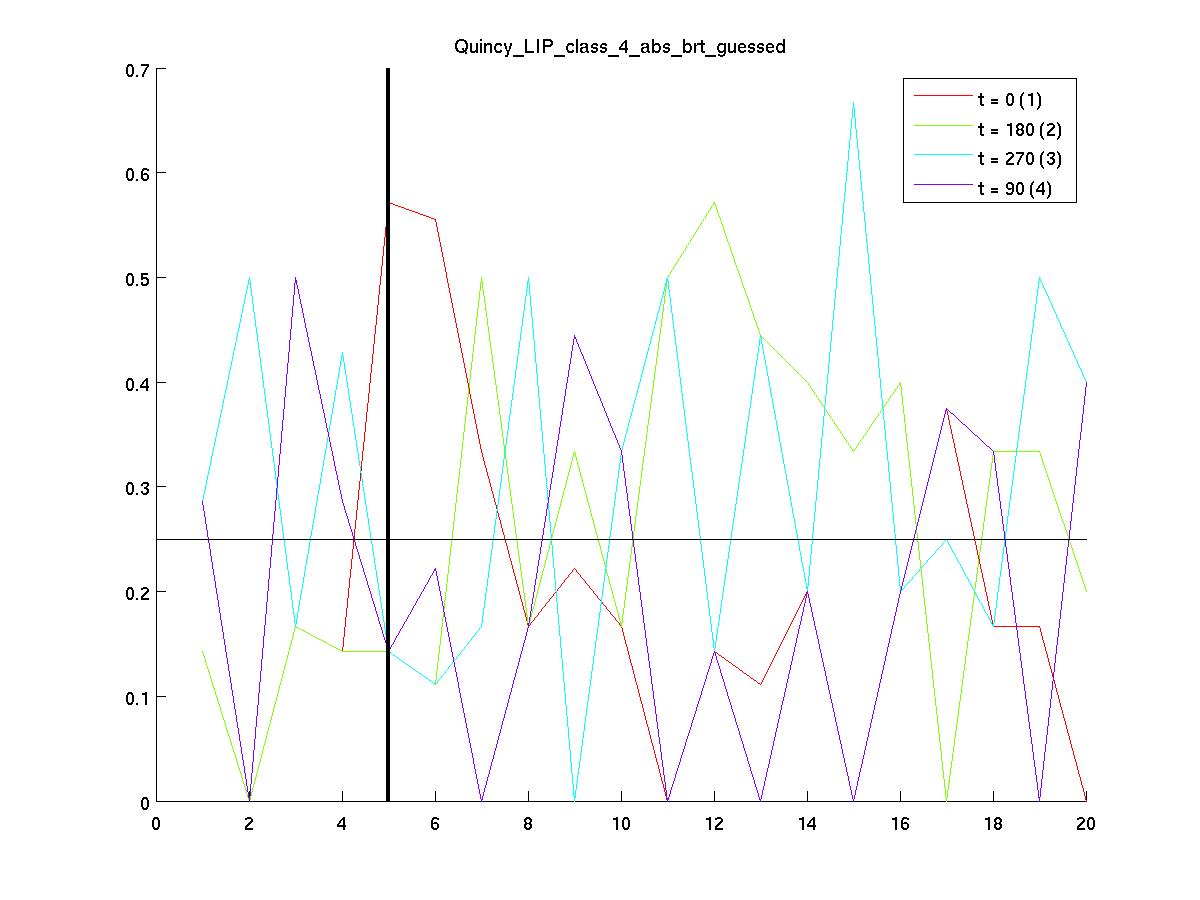 Quincy_LIP_class_4_abs_brt_guessed
0.7
0.6
0.5
0.4
0.3
0.2
0.1
0
t = 0 (1)
t = 180 (2)
t = 270 (3)
t = 90 (4)
0 2 4 6 8 10 12 14 16 18 20